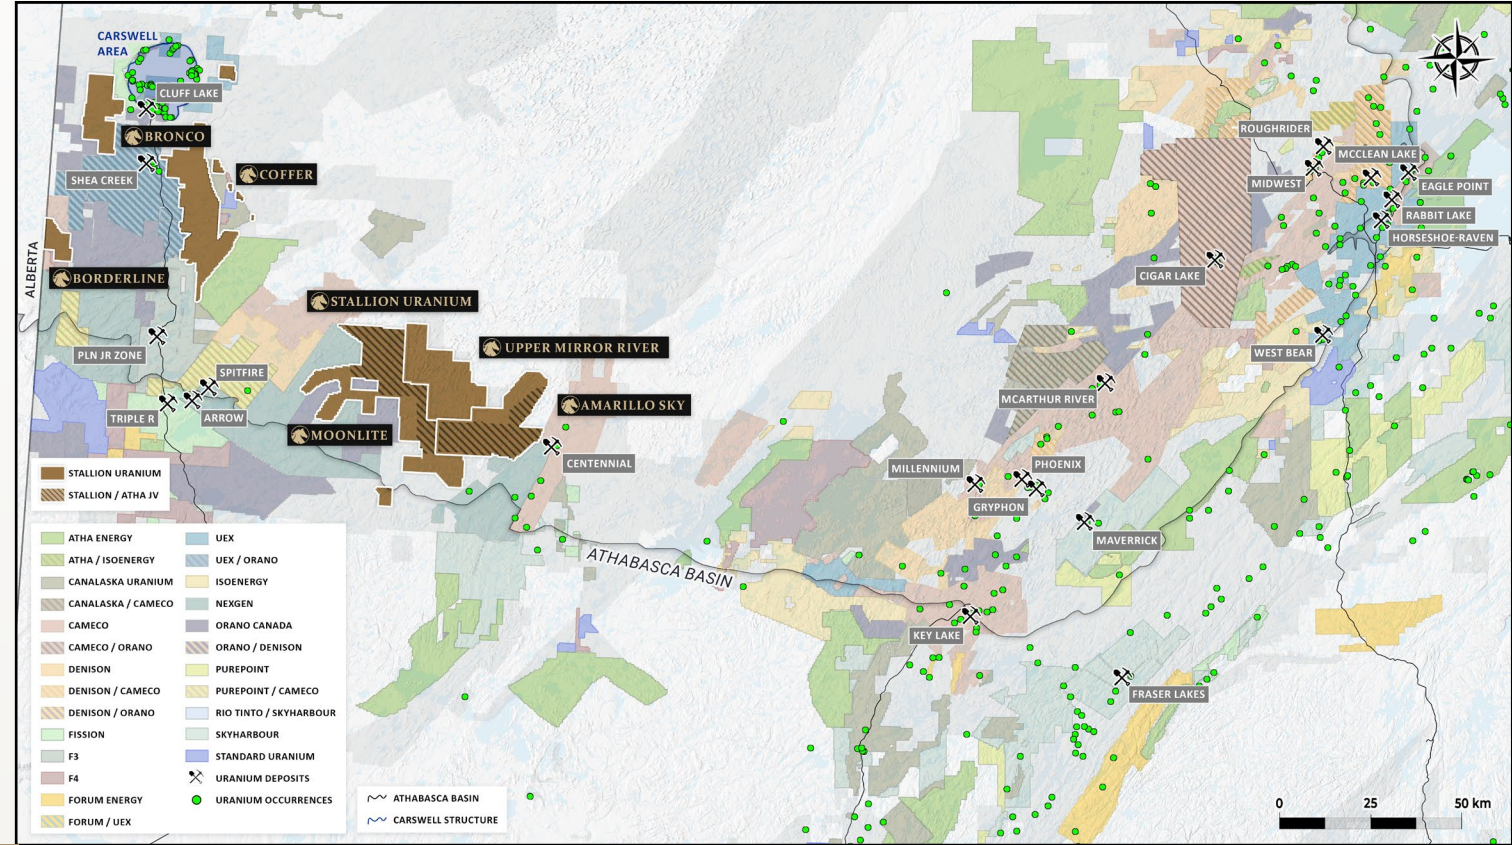 CARSWELL
AREA
CLUFF LAKE
BRONCO
SHEA CREEK
COFFER
ALBERTA
BORDERLINE
STALLION URANIUM
UPPER MIRROR RIVER
PLN JR ZONE
SPITFIRE
TRIPLE R
ARROW
AMARILLO SKY
MOONLITE
CENTENNIAL
ROUGHRIDER
MCCLEAN LAKE
MIDWEST
EAGLE POINT
RABBIT LAKE
HORSESHOE-RAVEN
CIGAR LAKE
WEST BEAR
MCARTHUR RIVER
MILLENNIUM
PHOENIX
GRYPHON
MAVERRICK
ATHABASCA BASIN
KEY LAKE
FRASER LAKES
STALLION URANIUM
STALLION / ATHA JV
ATHA ENERGY
ATHA / ISOENERGY
CANALASKA URANIUM
CANALASKA / CAMECO
CAMECO
CAMECO / ORANO
DENISON
DENISON / CAMECO
DENISON / ORANO
FISSION
F3
F4
FORUM ENERGY
FORUM / UEX
UEX
UEX / ORANO
ISOENERGY
NEXGEN
ORANO CANADA
ORANO / DENISON
PUREPOINT
PUREPOINT / CAMECO
RIO TINTO / SKYHARBOUR
SKYHARBOUR
STANDARD URANIUM
URANIUM DEPOSITS
URANIUM OCCURRENCES
ATHABASCA BASIN
CARSWELL STRUCTURE
0 25 50 km